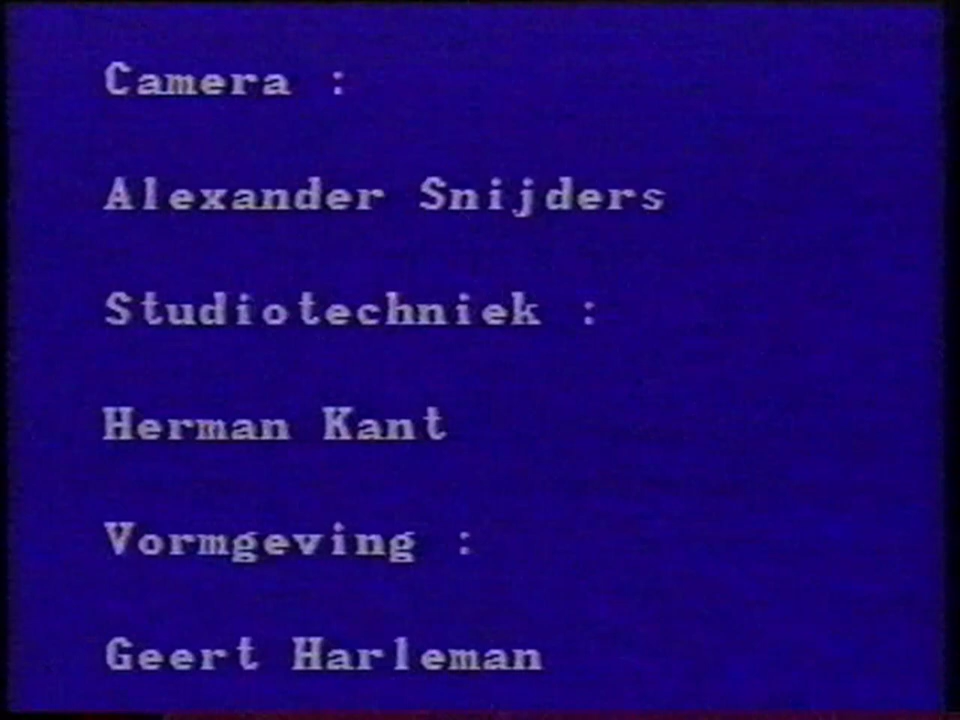 Camera :
Alexander Snijders
Studiotechniek :
Herman Kant
Vormgeving :
Geert Harleman